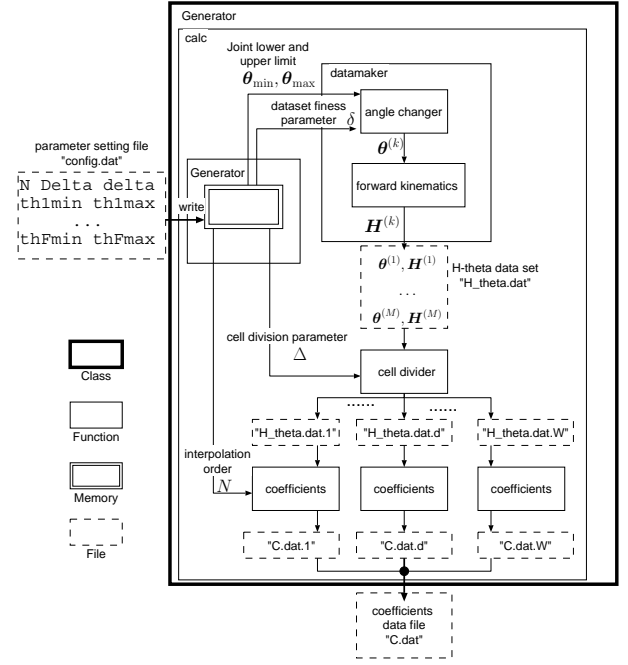 Generator
calc
Joint lower and
upper limit
θmin, θmax
datamaker
dataset finess
parameter δ
angle changer
θ(k)
parameter setting file
"config.dat"
N Delta delta
th1min th1max
...
thFmin thFmax
write
Generator
forward kinematics
H(k)
θ(1), H(1)
...
θ(M), H(M)
H-theta data set
"H_theta.dat"
cell division parameter
Δ
cell divider
......
......
"H_theta.dat.1"
"H_theta.dat.d"
"H_theta.dat.W"
interpolation
order
N
coefficients
coefficients
coefficients
"C.dat.1"
"C.dat.d"
"C.dat.W"
coefficients
data file
"C.dat"
Class
Function
Memory
File